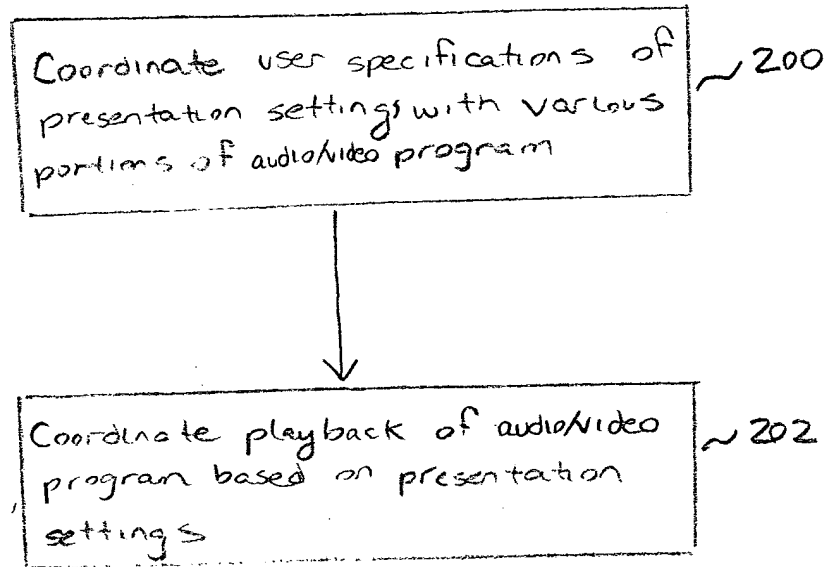 Coordinate user specifications of
200
presentation settings with various
portions of audio/video program
Coordinate playback of audio/video
202
program based on presentation
settings